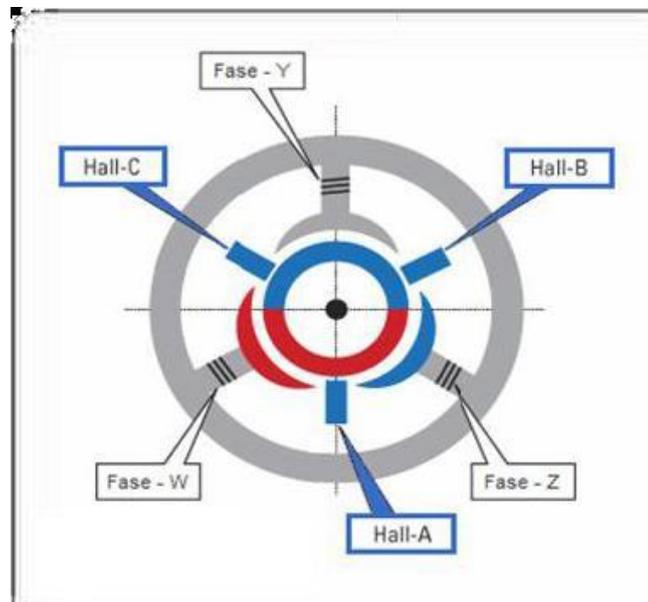 Fase - Y
Hall-C
Hall-B
Fase - W
Fase - Z
Hall-A